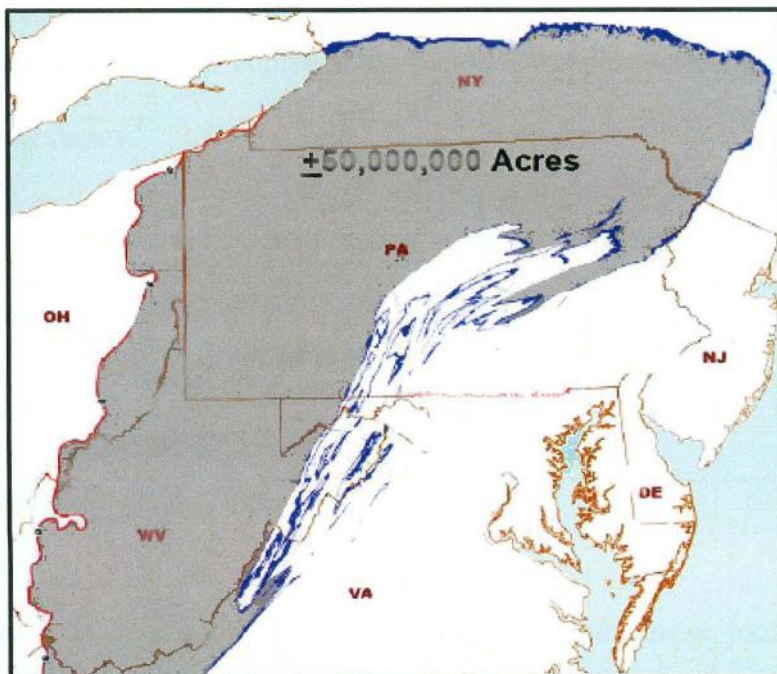 NY
±50,000,000 Acres
PA
OH
NJ
DE
WV
VA